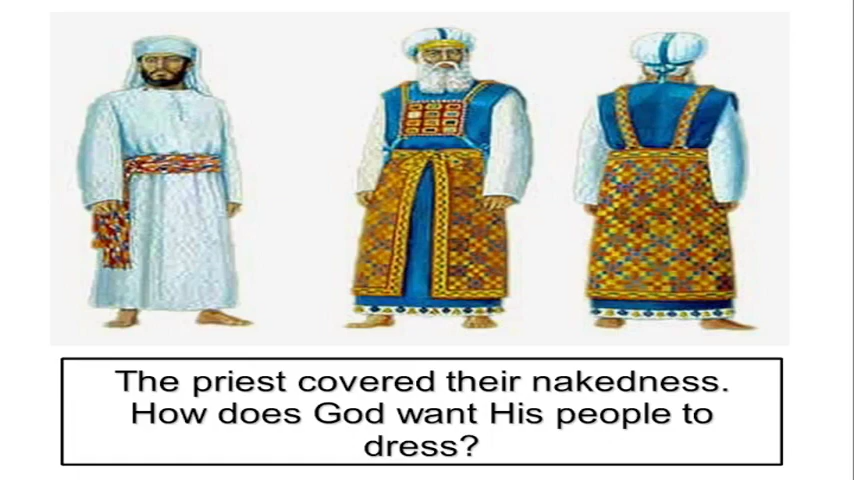 The priest covered their nakedness.
How does God want His people to
dress?